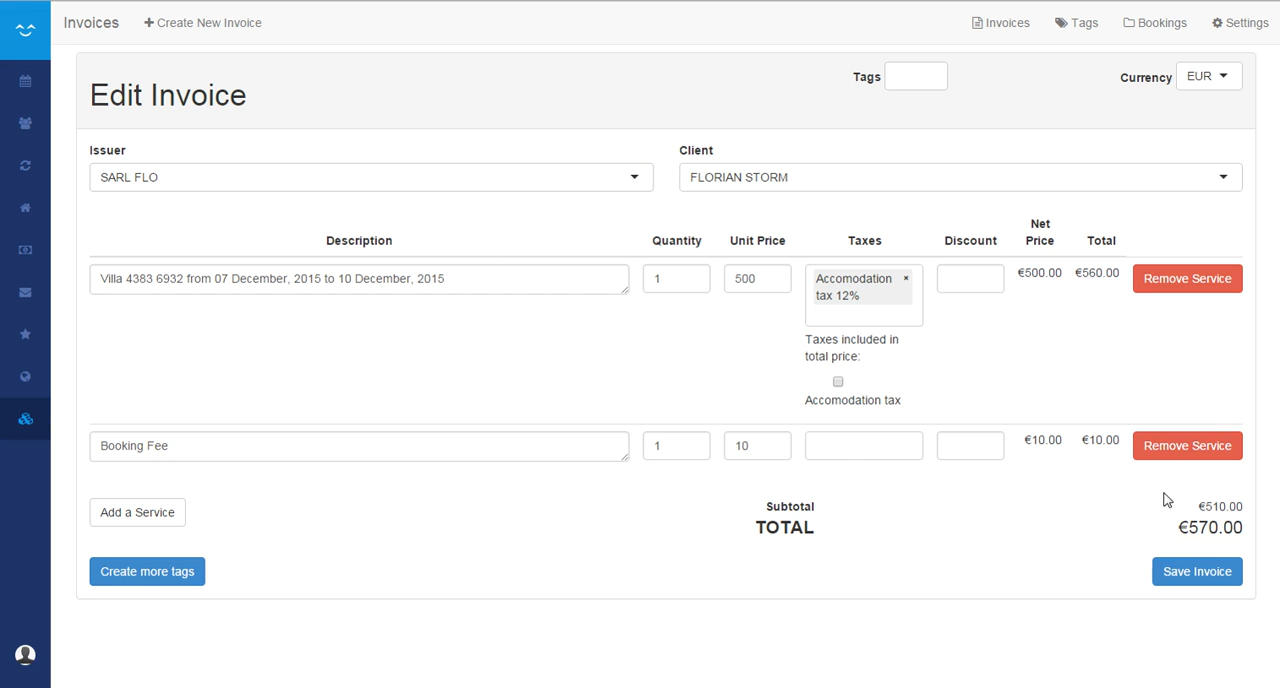 Invoices
Create New Invoice
Invoices
Tags
Bookings
Settings
Edit Invoice
Tags
Currency
EUR
Issuer
Client
SARL FLO
FLORIAN STORM
Description
Quantity
Unit Price
Taxes
Discount
Net
Price
Total
Villa 4383 6932 from 07 December, 2015 to 10 December, 2015
1
500
Accomodation ×
tax 12%
€500.00
€560.00
Remove Service
Taxes included in
total price:
Accomodation tax
Booking Fee
1
10
€10.00
€10.00
Remove Service
Add a Service
Subtotal
€510.00
TOTAL
€570.00
Create more tags
Save Invoice